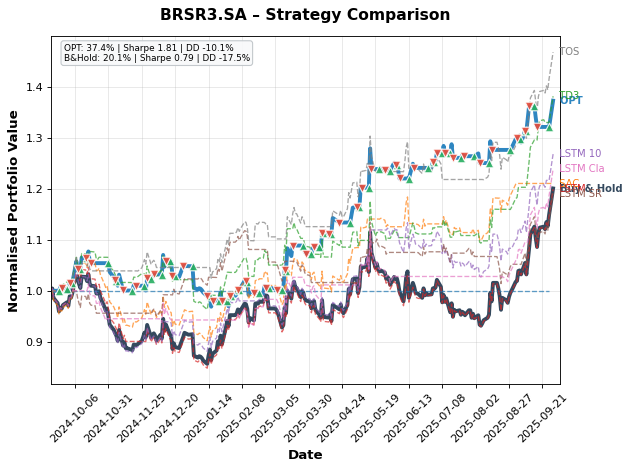 BRSR3.SA – Strategy Comparison
OPT: 37.4% | Sharpe 1.81 | DD -10.1%
B&Hold: 20.1% | Sharpe 0.79 | DD -17.5%
TOS
TD3
OPT
LSTM 10
LSTM Cla
Buy & Hold
LSTM SR
Normalised Portfolio Value
1.4
1.3
1.2
1.1
1.0
0.9
2024-10-06
2024-10-31
2024-11-25
2024-12-20
2025-01-14
2025-02-08
2025-03-05
2025-03-30
2025-04-24
2025-05-19
2025-06-13
2025-07-08
2025-08-02
2025-08-27
2025-09-21
Date